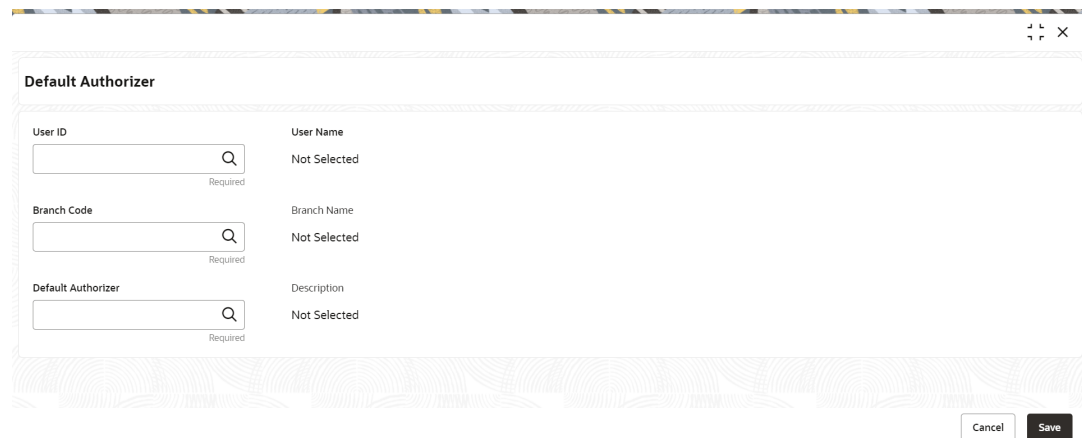 Default Authorizer
User ID
User Name
Not Selected
Required
Branch Code
Branch Name
Not Selected
Required
Default Authorizer
Description
Not Selected
Required
Cancel
Save